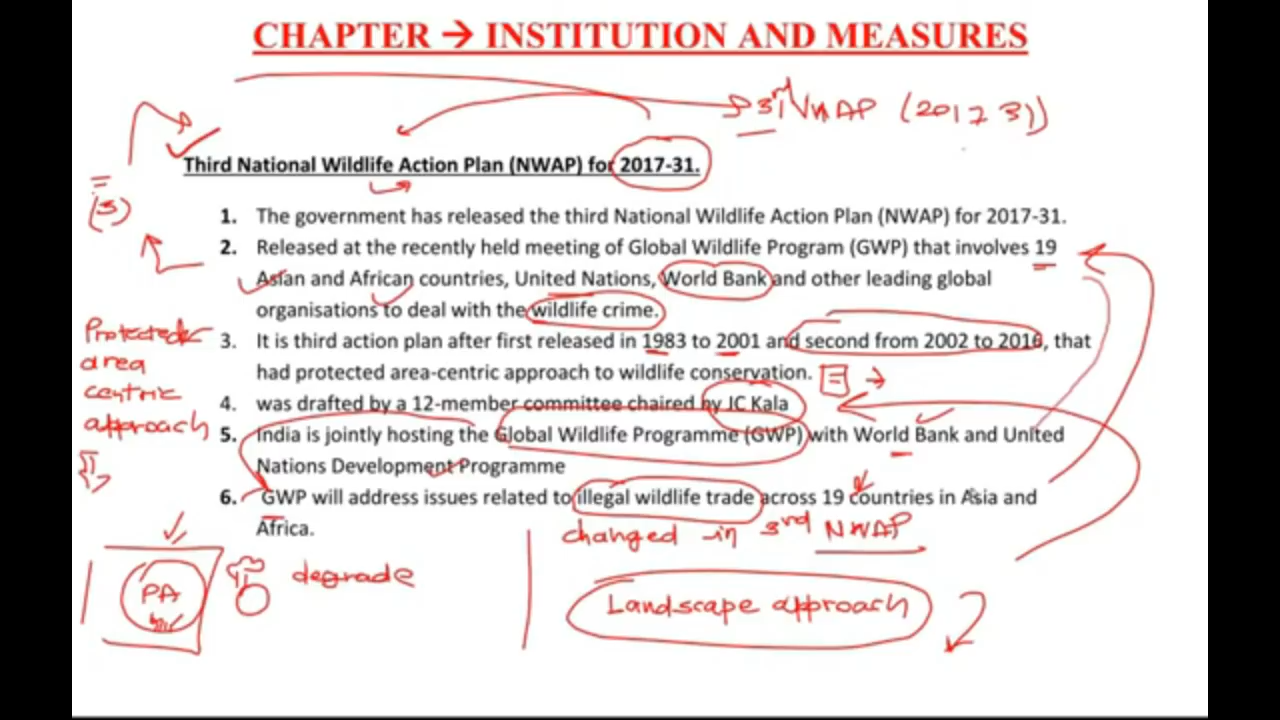 CHAPTER → INSTITUTION AND MEASURES
3rd NWAP (2017 31)
Third National Wildlife Action Plan (NWAP) for 2017-31.
(3)
1. The government has released the third National Wildlife Action Plan (NWAP) for 2017-31.
2. Released at the recently held meeting of Global Wildlife Program (GWP) that involves 19
Asian and African countries, United Nations, World Bank and other leading global
organisations to deal with the wildlife crime.
3. It is third action plan after first released in 1983 to 2001 and second from 2002 to 2016, that
had protected area-centric approach to wildlife conservation.
4. was drafted by a 12-member committee chaired by JC Kala
5. India is jointly hosting the Global Wildlife Programme (GWP) with World Bank and United
Nations Development Programme
6. GWP will address issues related to illegal wildlife trade across 19 countries in Asia and
Africa.
Protected
area
centric
approach
changed in 3rd NWAP
PA
degrade
Landscape approach